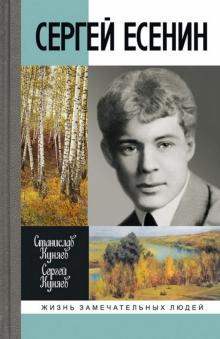 СЕРГЕЙ ЕСЕНИН
Станислав
Куняев
Сергей
Куняев
ЖИЗНЬ ЗАМЕЧАТЕЛЬНЫХ ЛЮДЕЙ